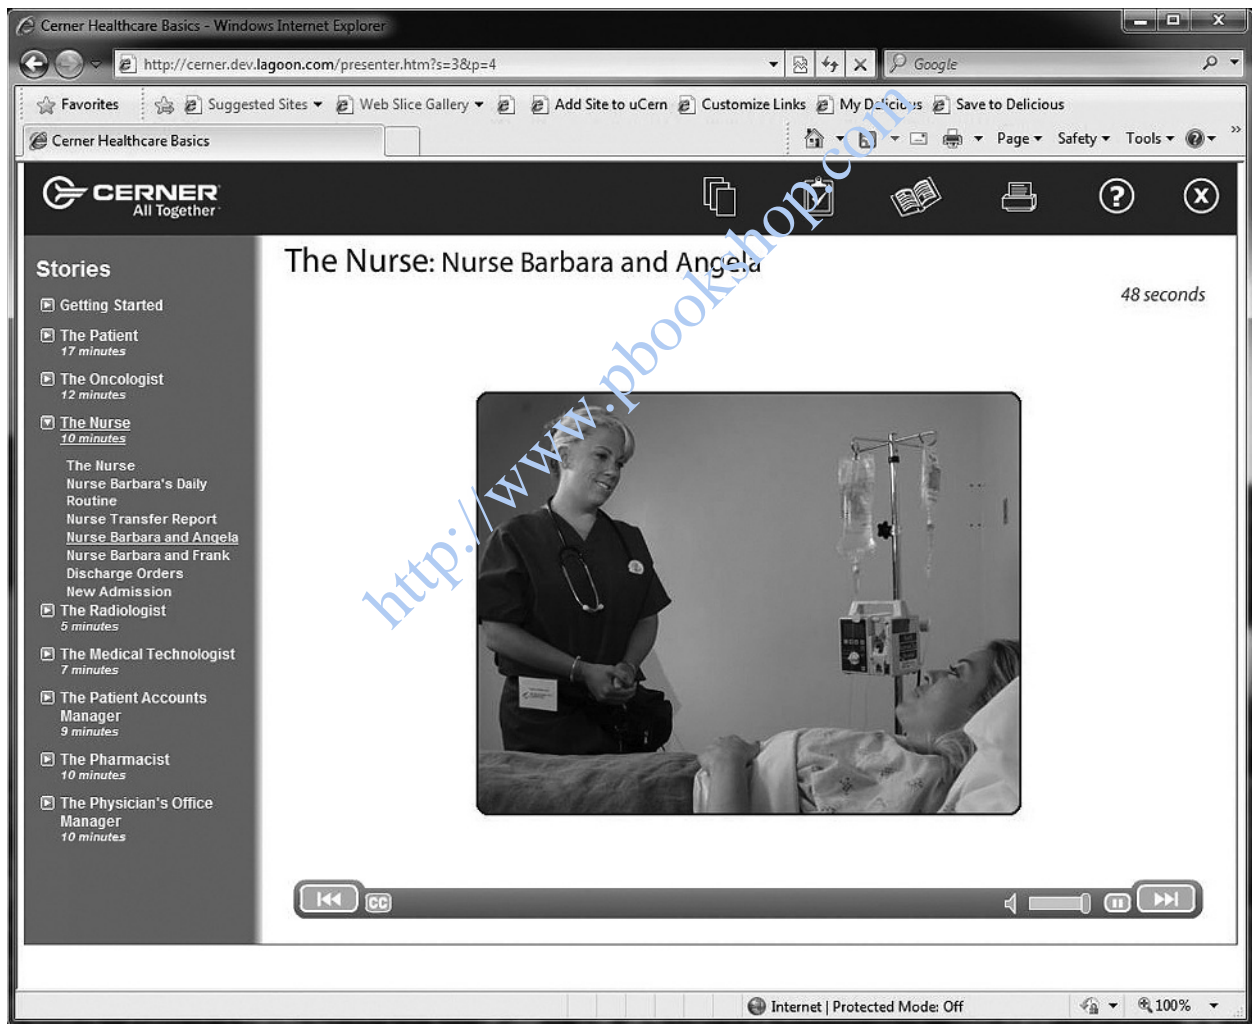 Cerner Healthcare Basics - Windows Internet Explorer
http://cerner.dev.lagoon.com/presenter.htm?s=3&p=4
Google
Favorites Suggested Sites Web Slice Gallery Add Site to uCern Customize Links My Delicious Save to Delicious
Cerner Healthcare Basics
Page Safety Tools
CERNER
All Together
Stories
Getting Started
The Patient
17 minutes
The Oncologist
12 minutes
The Nurse
10 minutes
The Nurse
Nurse Barbara's Daily
Routine
Nurse Transfer Report
Nurse Barbara and Angela
Nurse Barbara and Frank
Discharge Orders
New Admission
The Radiologist
5 minutes
The Medical Technologist
7 minutes
The Patient Accounts
Manager
9 minutes
The Pharmacist
10 minutes
The Physician's Office
Manager
10 minutes
The Nurse: Nurse Barbara and Angela
48 seconds
http://www.pbookshop.com
CC
Internet | Protected Mode: Off
100%